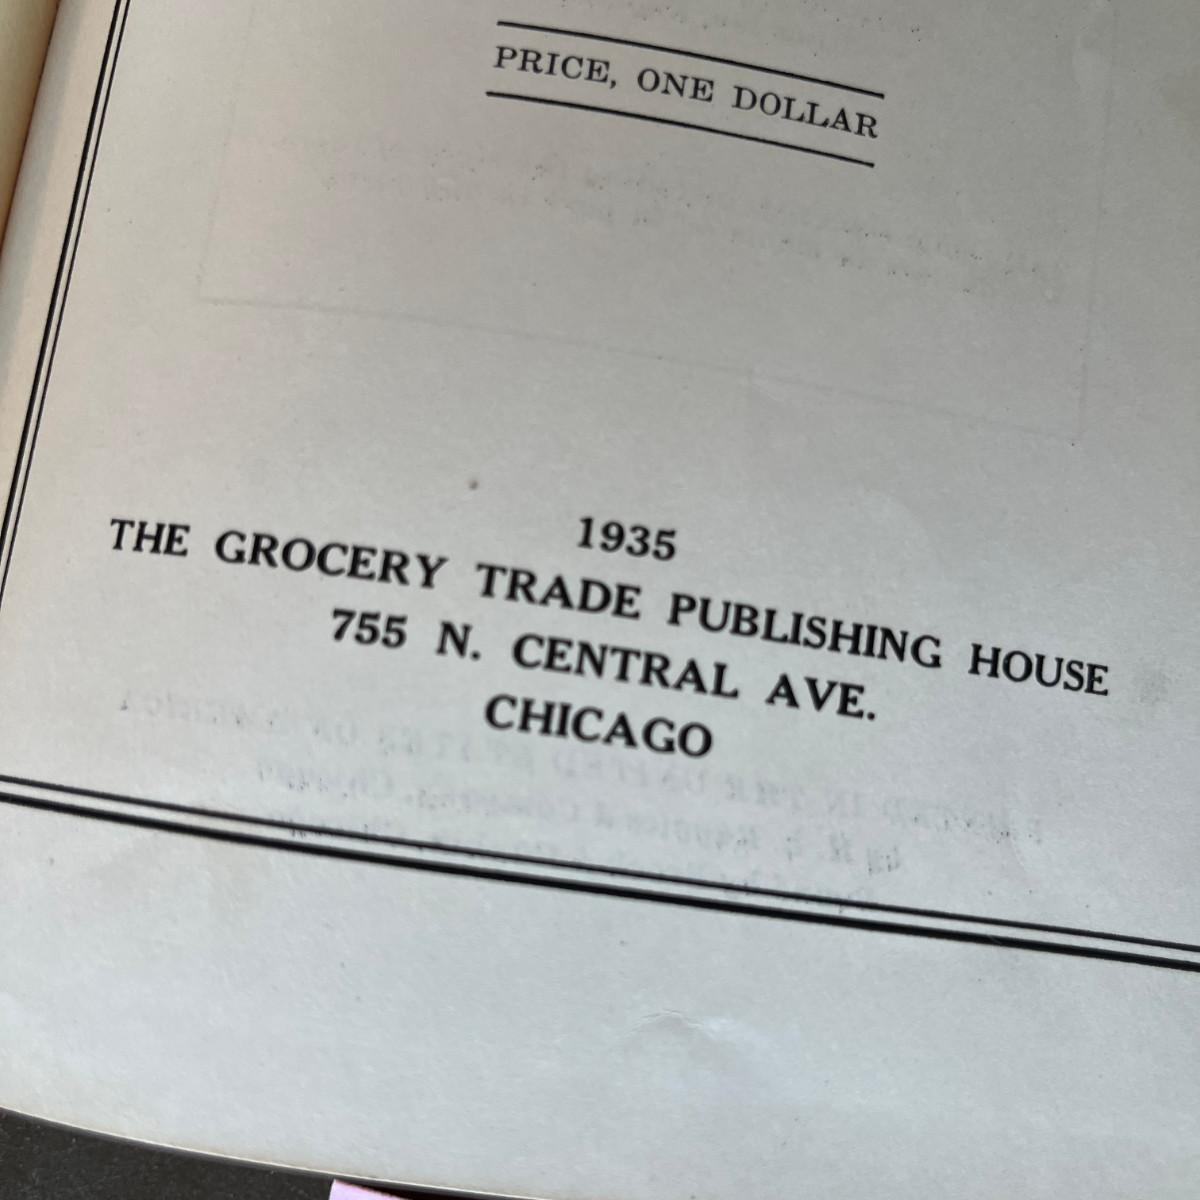 PRICE, ONE DOLLAR
1935
THE GROCERY TRADE PUBLISHING HOUSE
755 N. CENTRAL AVE.
CHICAGO